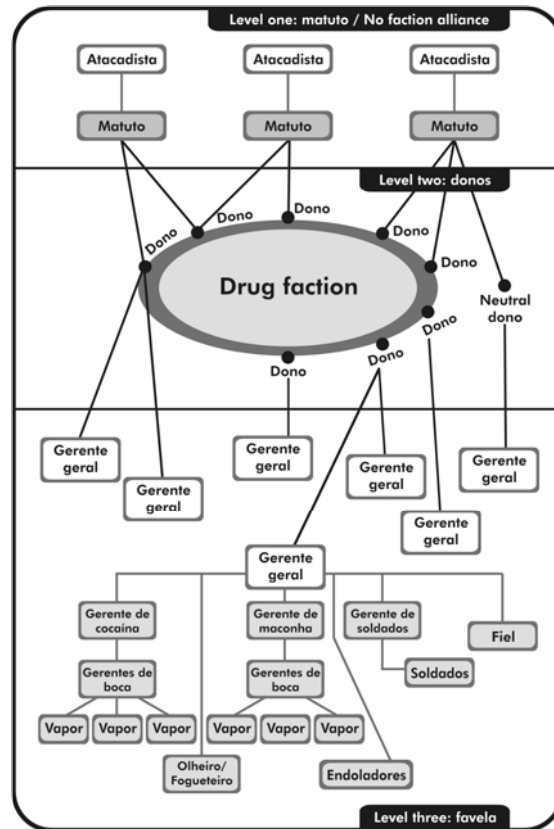 Level one: matuto / No faction alliance
Atacadista
Atacadista
Atacadista
Matuto
Matuto
Matuto
Level two: donos
Dono
Dono
Dono
Dono
Dono
Drug faction
Neutral
dono
Dono
Dono
Dono
Gerente
geral
Gerente
geral
Gerente
geral
Gerente
geral
Gerente
geral
Gerente
geral
Gerente
geral
Gerente de
cocaína
Gerente de
maconha
Gerente de
soldados
Fiel
Gerentes de
boca
Gerentes de
boca
Soldados
Vapor
Vapor
Vapor
Vapor
Vapor
Vapor
Olheiro/
Fogueteiro
Endoladores
Level three: favela